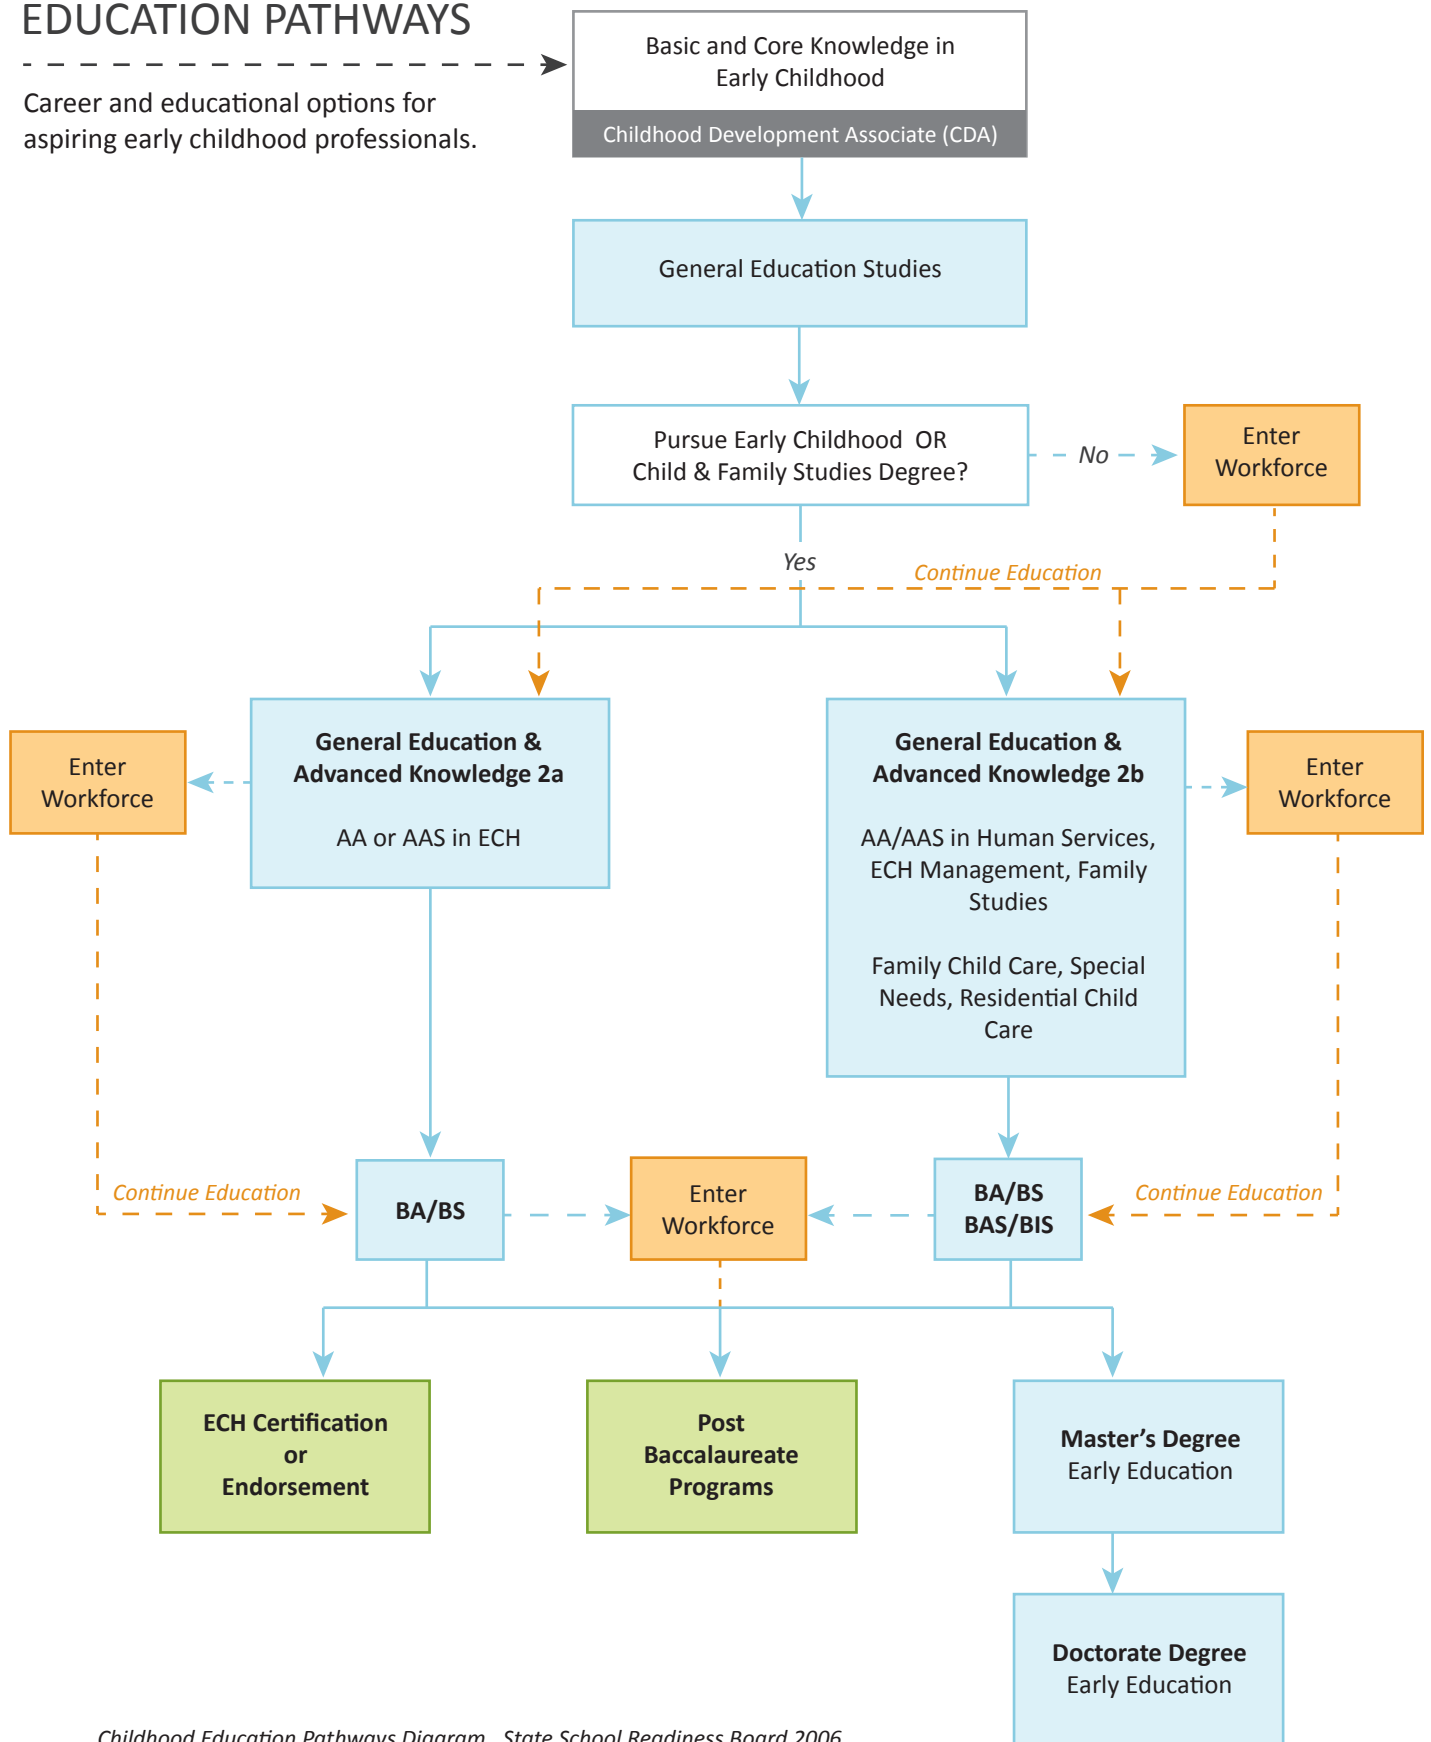 EDUCATION PATHWAYS
Career and educational options for
aspiring early childhood professionals.
Basic and Core Knowledge in
Early Childhood
Childhood Development Associate (CDA)
General Education Studies
Pursue Early Childhood OR
Child & Family Studies Degree?
No
Enter
Workforce
Yes
Continue Education
Enter
Workforce
General Education &
Advanced Knowledge 2a
AA or AAS in ECH
General Education &
Advanced Knowledge 2b
AA/AAS in Human Services,
ECH Management, Family
Studies
Family Child Care, Special
Needs, Residential Child
Care
Enter
Workforce
Continue Education
BA/BS
Enter
Workforce
BA/BS
BAS/BIS
Continue Education
ECH Certification
or
Endorsement
Post
Baccalaureate
Programs
Master's Degree
Early Education
Doctorate Degree
Early Education
Childhood Education Pathways Diagram. State School Readiness Board 2006